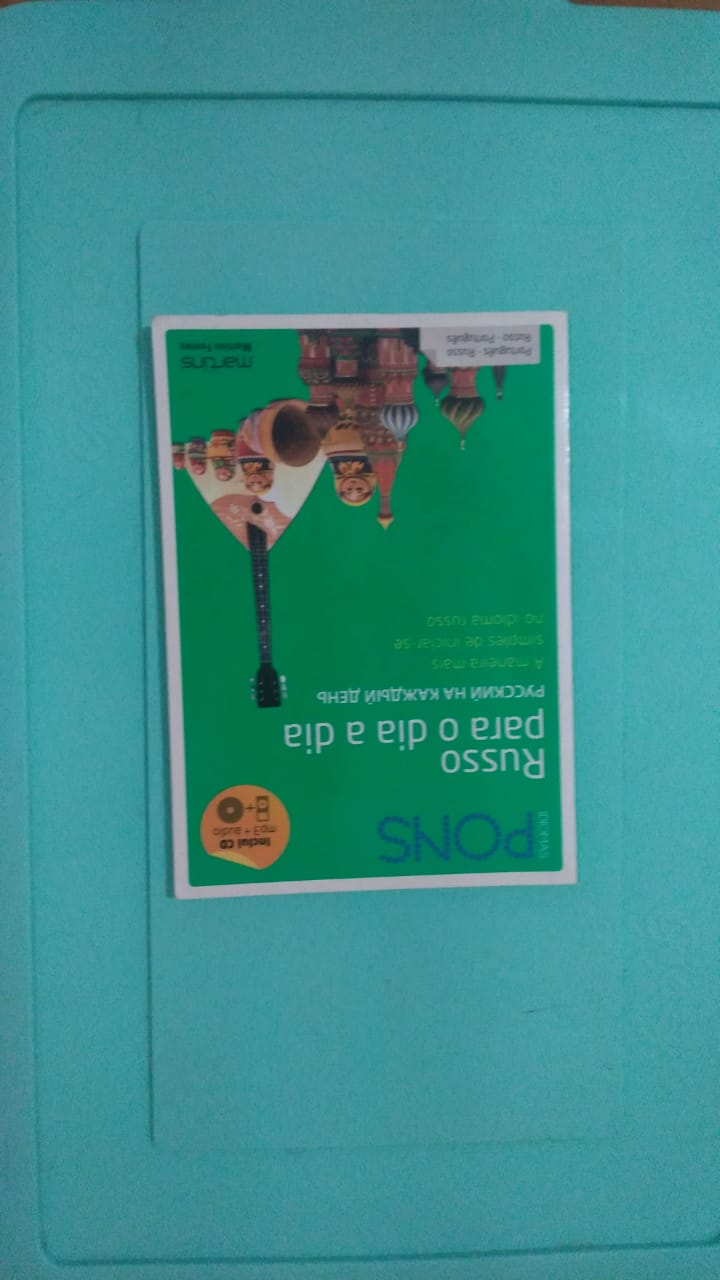 IDIOMAS
PONS
Inclui CD
mp3 + audio
+
Russo
para o dia a dia
РУССКИЙ НА КАЖДЫЙ ДЕНЬ
A maneira mais
simples de iniciar-se
no idioma russo
Português - Russo
Russo - Português
martins
Martins Fontes